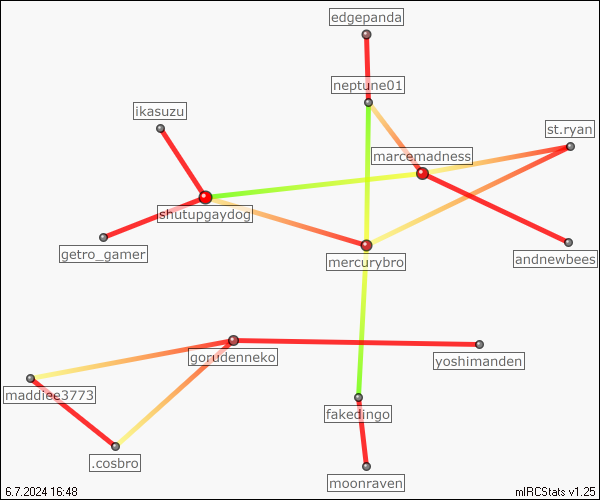 edgepanda
neptune01
ikasuzu
st.ryan
marcemadness
shutupgaydog
getro_gamer
andnewbees
mercurybro
gorudenneko
yoshimanden
maddiee3773
fakedingo
.cosbro
moonraven
6.7.2024 16:48
mIRCStats v1.25